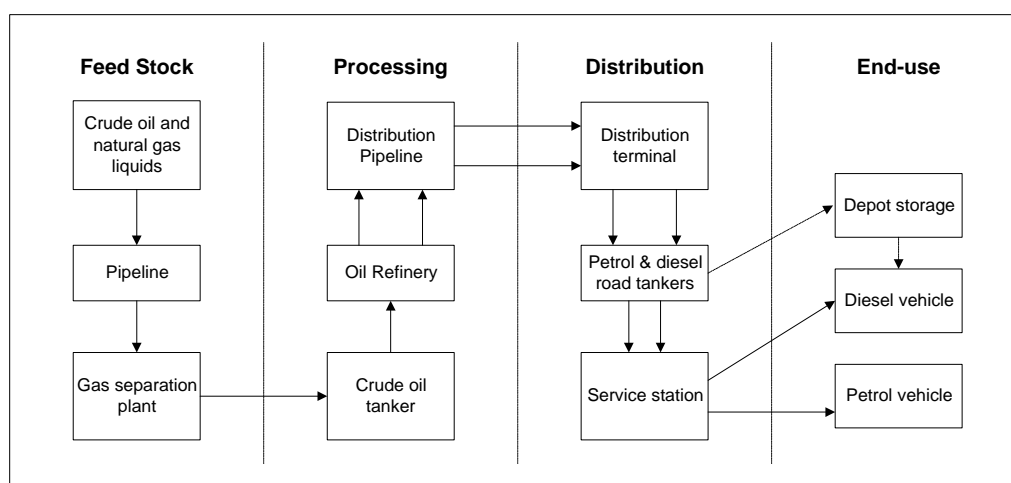 Feed Stock
Crude oil and
natural gas
liquids
Pipeline
Gas separation
plant
Processing
Distribution
Pipeline
Oil Refinery
Crude oil
tanker
Distribution
Distribution
terminal
Petrol & diesel
road tankers
Service station
End-use
Depot storage
Diesel vehicle
Petrol vehicle